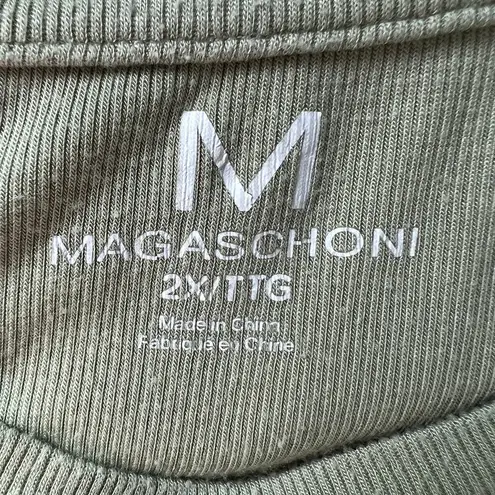 M
MAGASCHONI
2X/TTG
Made in China
Fabriqué en Chine